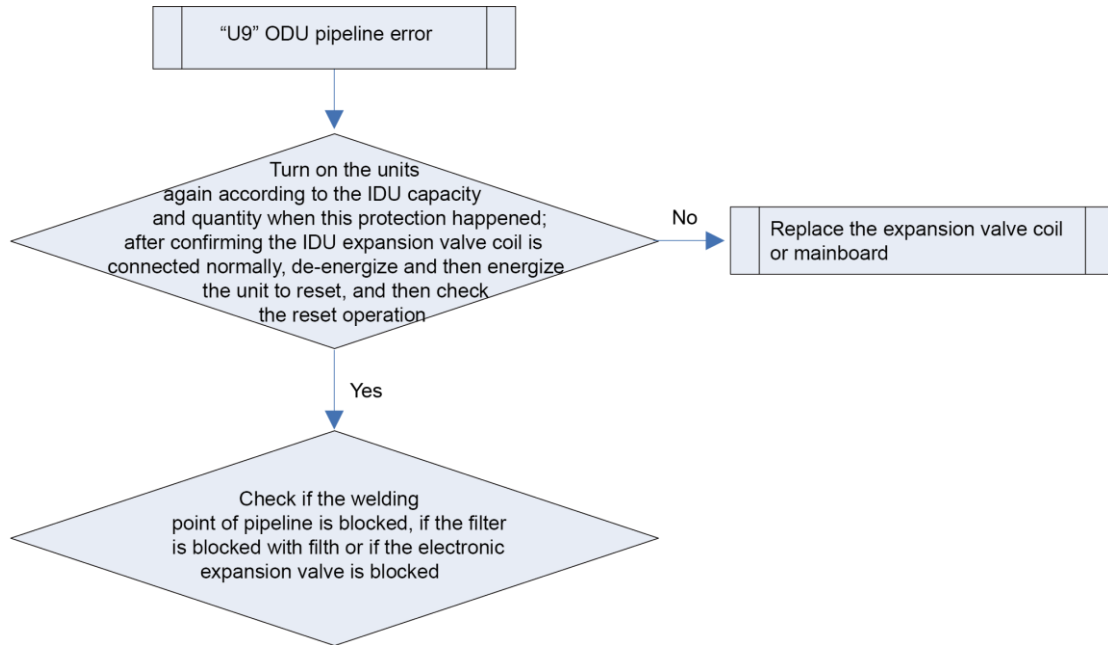 “U9” ODU pipeline error
Turn on the units
again according to the IDU capacity
and quantity when this protection happened;
after confirming the IDU expansion valve coil is
connected normally, de-energize and then energize
the unit to reset, and then check
the reset operation
No
Replace the expansion valve coil
or mainboard
Yes
Check if the welding
point of pipeline is blocked, if the filter
is blocked with filth or if the electronic
expansion valve is blocked